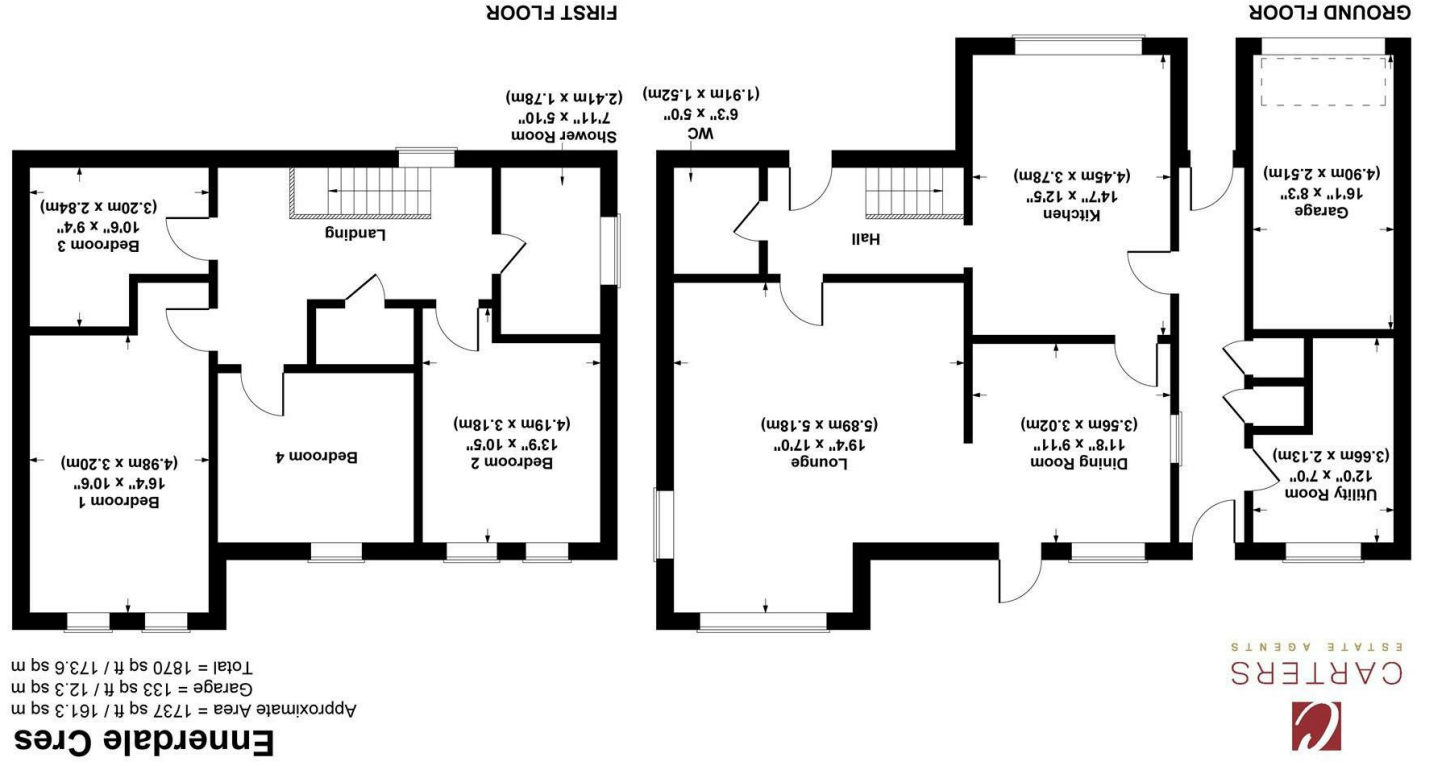 CARTERS
ESTATE AGENTS
Ennerdale Cres
Approximate Area = 1737 sq ft / 161.3 sq m
Garage = 133 sq ft / 12.3 sq m
Total = 1870 sq ft / 173.6 sq m
Utility Room
12'0" x 7'0"
(3.66m x 2.13m)
Dining Room
11'8" x 9'11"
(3.56m x 3.02m)
Lounge
19'4" x 17'0"
(5.89m x 5.18m)
Garage
16'1" x 8'3"
(4.90m x 2.51m)
Kitchen
14'7" x 12'5"
(4.45m x 3.78m)
Hall
WC
6'3" x 5'0"
(1.91m x 1.52m)
GROUND FLOOR
Bedroom 2
13'9" x 10'5"
(4.19m x 3.18m)
Bedroom 4
Bedroom 1
16'4" x 10'6"
(4.98m x 3.20m)
Landing
Bedroom 3
10'6" x 9'4"
(3.20m x 2.84m)
Shower Room
7'11" x 5'10"
(2.41m x 1.78m)
FIRST FLOOR